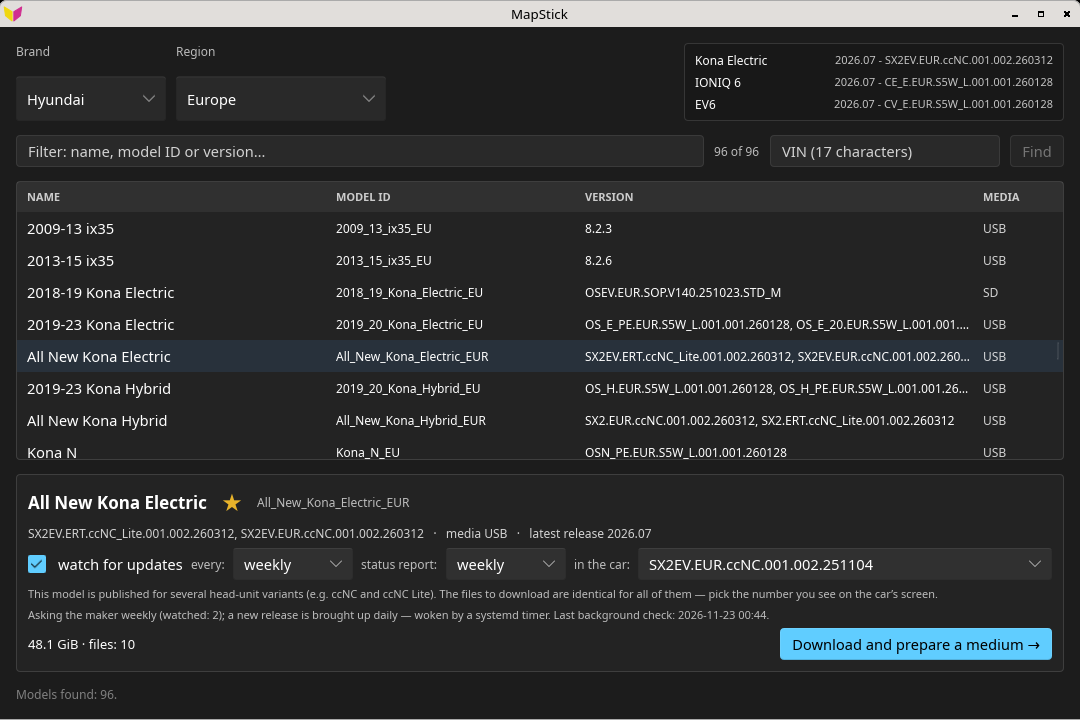 MapStick
Brand
Region
Hyundai
Europe
Kona Electric 2026.07 - SX2EV.EUR.ccNC.001.002.260312
IONIQ 6 2026.07 - CE_E.EUR.S5W_L.001.001.260128
EV6 2026.07 - CV_E.EUR.S5W_L.001.001.260128
Filter: name, model ID or version... 96 of 96 VIN (17 characters) Find
NAME MODEL ID VERSION MEDIA
2009-13 ix35 2009_13_ix35_EU 8.2.3 USB
2013-15 ix35 2013_15_ix35_EU 8.2.6 USB
2018-19 Kona Electric 2018_19_Kona_Electric_EU OSEV.EUR.SOP.V140.251023.STD_M SD
2019-23 Kona Electric 2019_20_Kona_Electric_EU OS_E_PE.EUR.S5W_L.001.001.260128, OS_E_20.EUR.S5W_L.001.001.... USB
All New Kona Electric All_New_Kona_Electric_EUR SX2EV.ERT.ccNC_Lite.001.002.260312, SX2EV.EUR.ccNC.001.002.260... USB
2019-23 Kona Hybrid 2019_20_Kona_Hybrid_EU OS_H.EUR.S5W_L.001.001.260128, OS_H_PE.EUR.S5W_L.001.001.26... USB
All New Kona Hybrid All_New_Kona_Hybrid_EUR SX2.EUR.ccNC.001.002.260312, SX2.ERT.ccNC_Lite.001.002.260312 USB
Kona N Kona_N_EU OSN_PE.EUR.S5W_L.001.001.260128 USB
All New Kona Electric ★ All_New_Kona_Electric_EUR
SX2EV.ERT.ccNC_Lite.001.002.260312, SX2EV.EUR.ccNC.001.002.260312 · media USB · latest release 2026.07
watch for updates every: weekly status report: weekly in the car: SX2EV.EUR.ccNC.001.002.251104
This model is published for several head-unit variants (e.g. ccNC and ccNC Lite). The files to download are identical for all of them — pick the number you see on the car's screen.
Asking the maker weekly (watched: 2); a new release is brought up daily — woken by a systemd timer. Last background check: 2026-11-23 00:44.
48.1 GiB · files: 10
Download and prepare a medium →
Models found: 96.